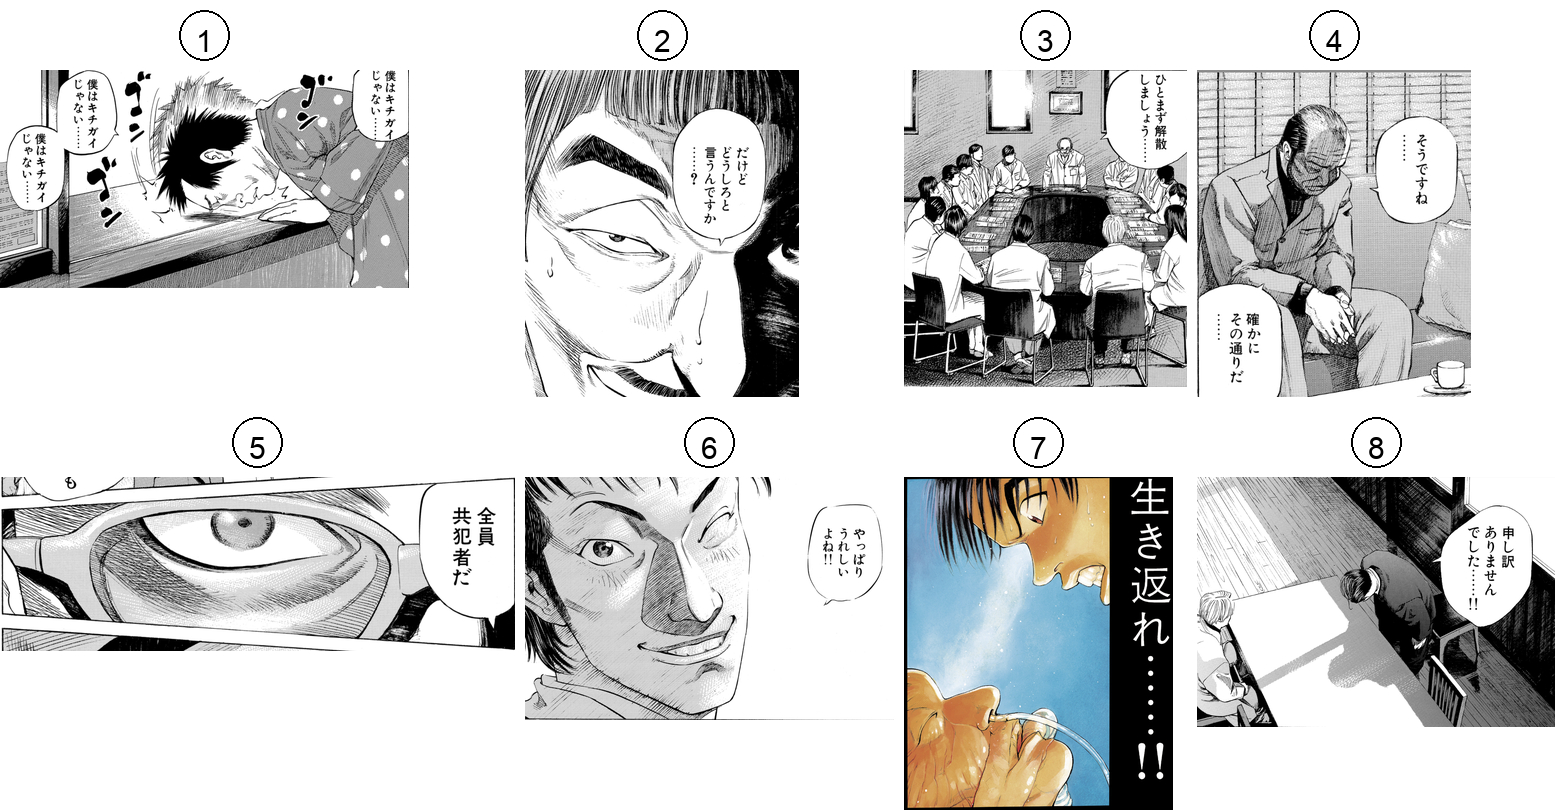 1
僕はキチガイ
じゃない……
ゴン
ゴン
ゴン
僕はキチガイ
じゃない……
僕はキチガイ
じゃない……
2
だけど
どうしろと
言うんですか
……?
3
ひとまず解散
しましょう……
4
そうですね
……
確かに
その通りだ
……
5
も
全員
共犯者だ
6
やっぱり
うれしい
よね!!
7
生き返れ……!!
8
申し訳
ありません
でした……!!